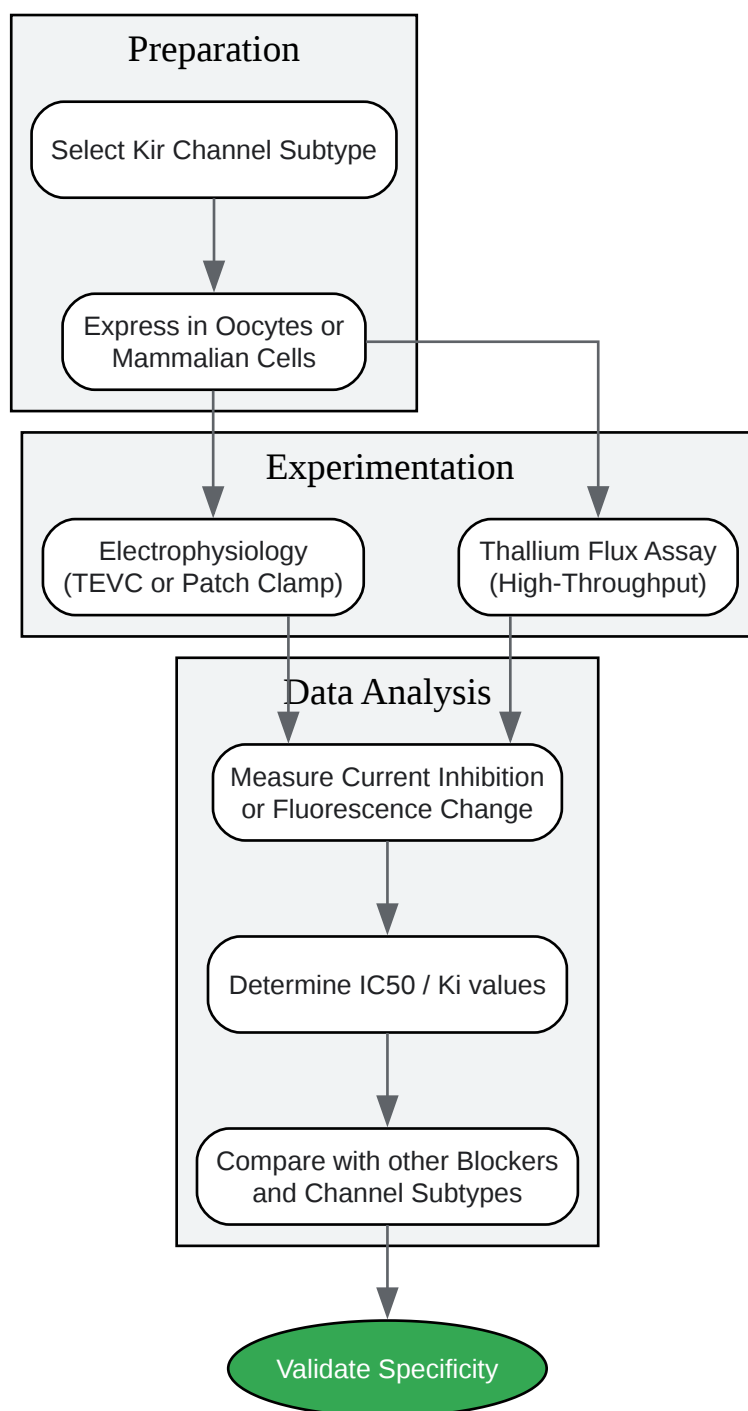 Preparation
Select Kir Channel Subtype
Express in Oocytes or
Mammalian Cells
Experimentation
Electrophysiology
(TEVC or Patch Clamp)
Thallium Flux Assay
(High-Throughput)
Data Analysis
Measure Current Inhibition
or Fluorescence Change
Determine IC50 / Ki values
Compare with other Blockers
and Channel Subtypes
Validate Specificity